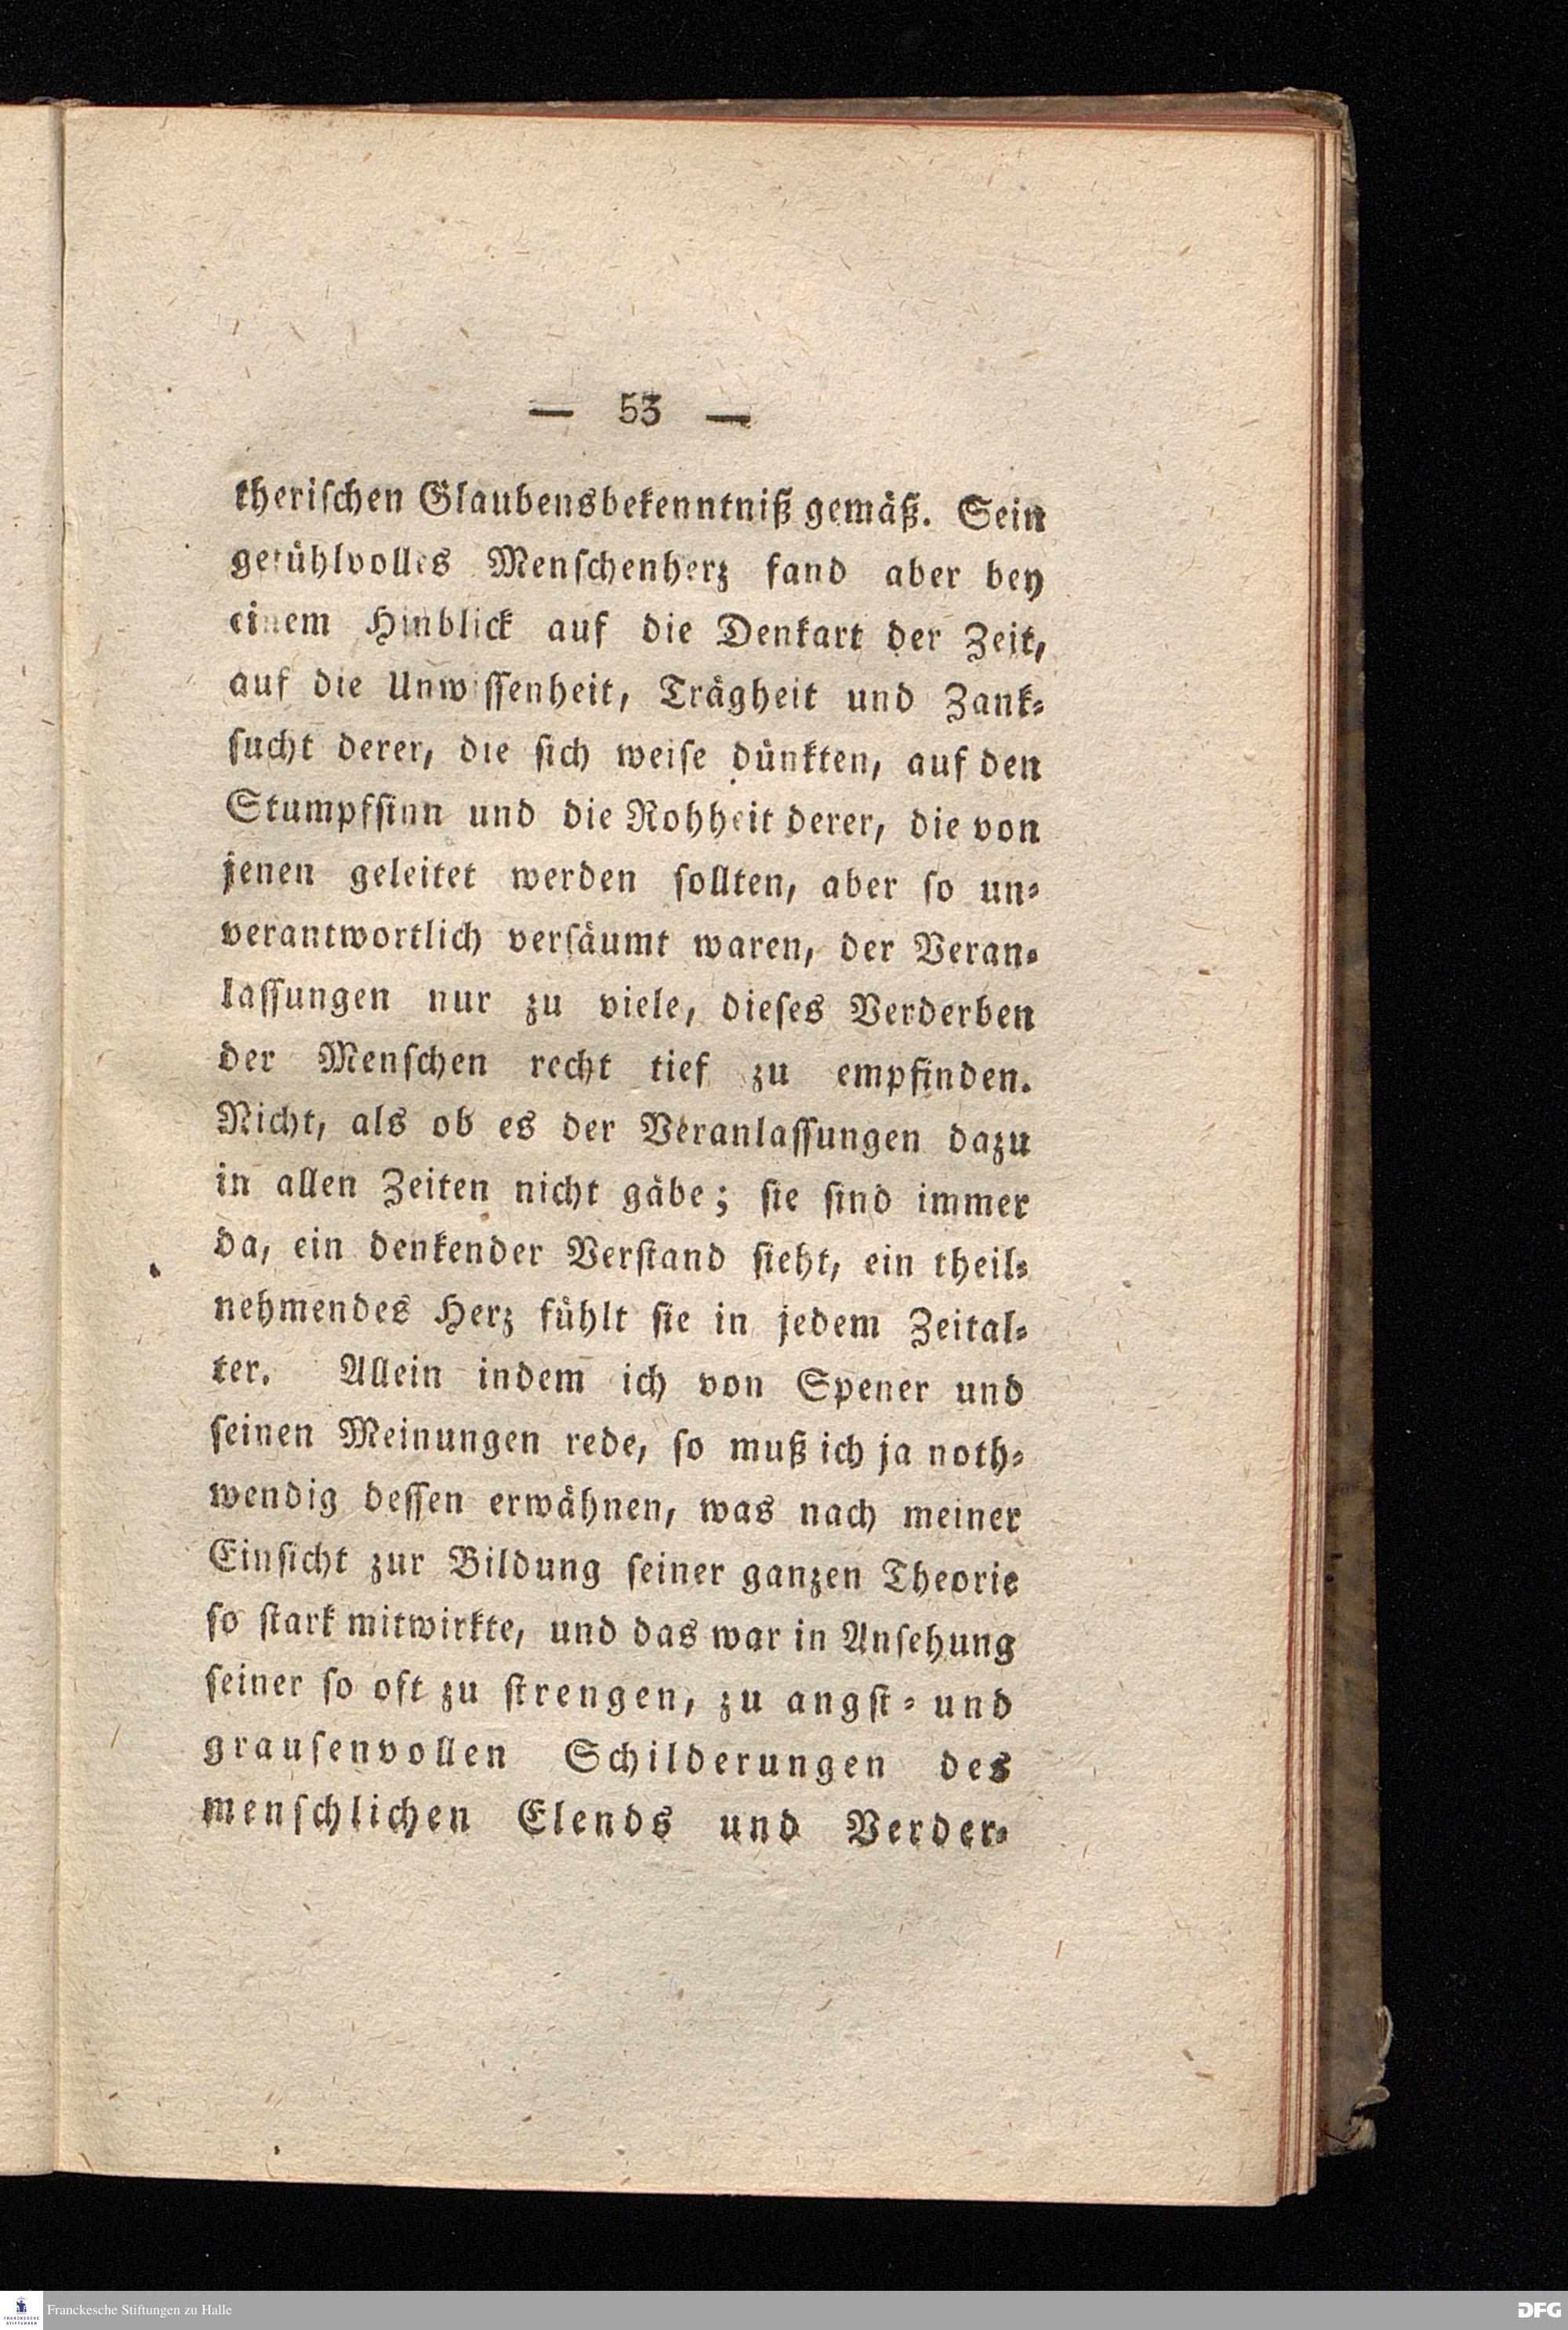 — 53 —
theriſchen Glaubensbekenntniß gemäß. Sein
gefühlvolles Menſchenherz fand aber bey
einem Hinblick auf die Denkart der Zeit,
auf die Unwiſſenheit, Trägheit und Zank⸗
ſucht derer, die ſich weiſe dünkten, auf den
Stumpfſinn und die Rohheit derer, die von
jenen geleitet werden ſollten, aber ſo un⸗
verantwortlich verſäumt waren, der Veran⸗
laſſungen nur zu viele, dieſes Verderben
der Menſchen recht tief zu empfinden.
Nicht, als ob es der Veranlaſſungen dazu
in allen Zeiten nicht gäbe; ſie ſind immer
da, ein denkender Verſtand ſieht, ein theil⸗
nehmendes Herz fühlt ſie in jedem Zeital⸗
ter. Allein indem ich von Spener und
ſeinen Meinungen rede, ſo muß ich ja noth⸗
wendig deſſen erwähnen, was nach meiner
Einſicht zur Bildung ſeiner ganzen Theorie
ſo ſtark mitwirkte, und das war in Anſehung
ſeiner ſo oft zu ſtrengen, zu angſt⸗ und
grauſenvollen Schilderungen des
menſchlichen Elends und Verder⸗
FRANCKESCHE STIFTUNGEN
Franckesche Stiftungen zu Halle
DFG